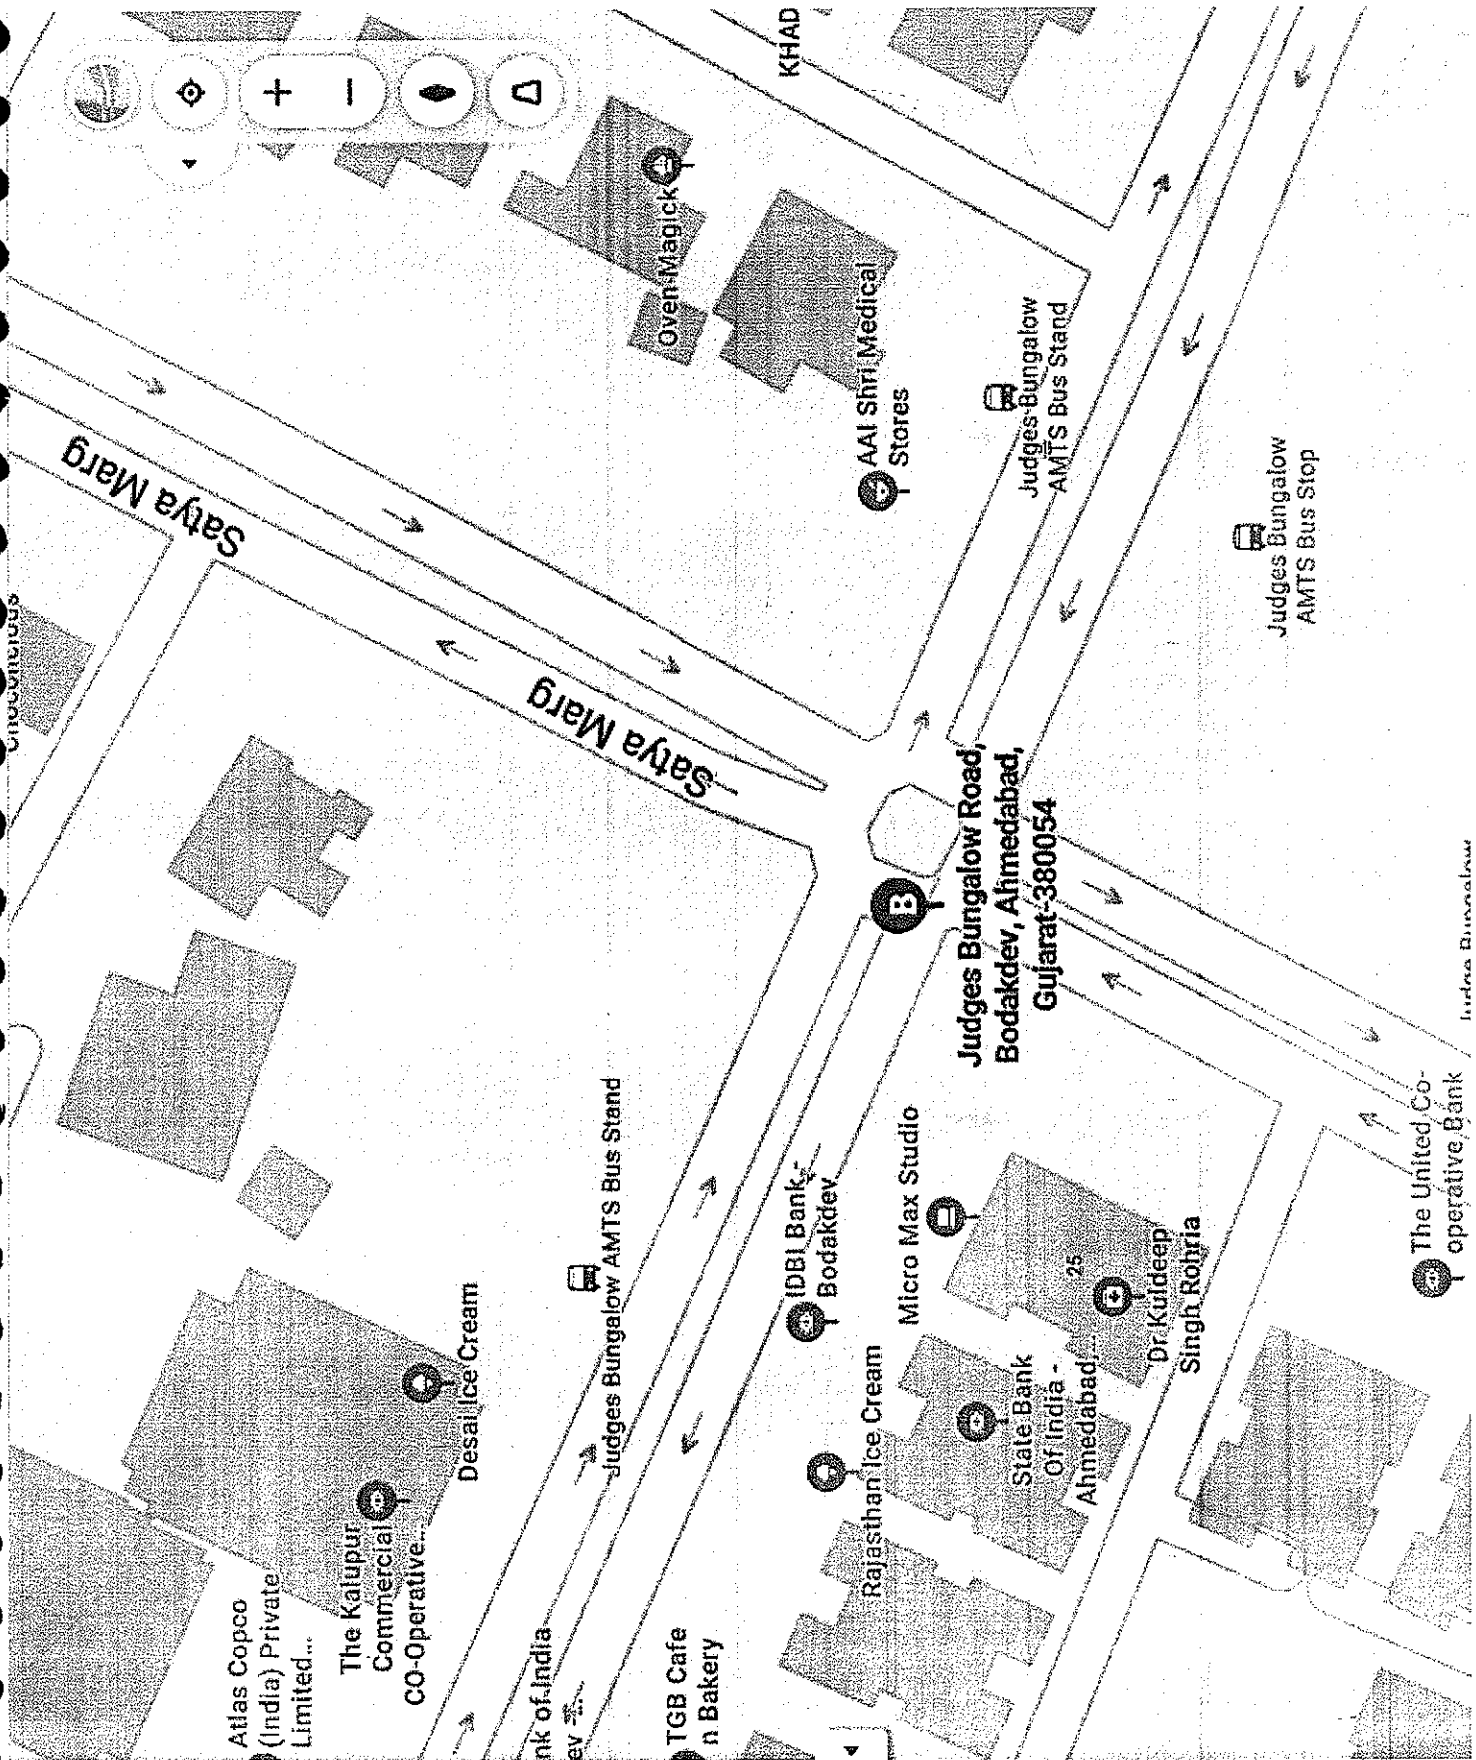 Atlas Copco
(India) Private
Limited...
The Kalupur
Commercial
CO-Operative...
Desai Ice Cream
Satya Marg
Satya Marg
Oven Magick
KHAD
AAI Shri Medical
Stores
Judges Bungalow
AMTS Bus Stand
Judges Bungalow
AMTS Bus Stop
Judges Bungalow AMTS Bus Stand
nk of India
ev -...
TGB Cafe
n Bakery
IDBI Bank -
Bodakdev
B
Judges Bungalow Road,
Bodakdev, Ahmedabad,
Gujarat-380054
Rajasthan Ice Cream
Micro Max Studio
State Bank
Of India -
Ahmedabad,...
25
Dr Kuldeep
Singh Rohria
The United Co-
operative Bank